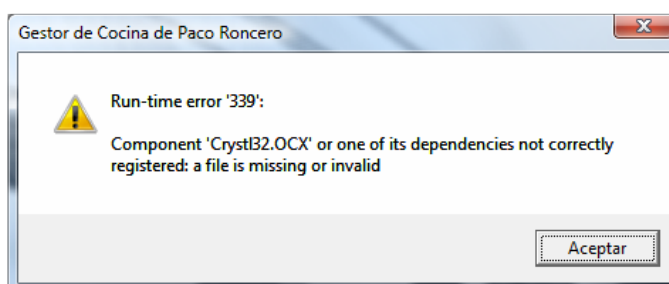 Gestor de Cocina de Paco Roncero
Run-time error '339':
Component 'Crystl32.OCX' or one of its dependencies not correctly
registered: a file is missing or invalid
Aceptar